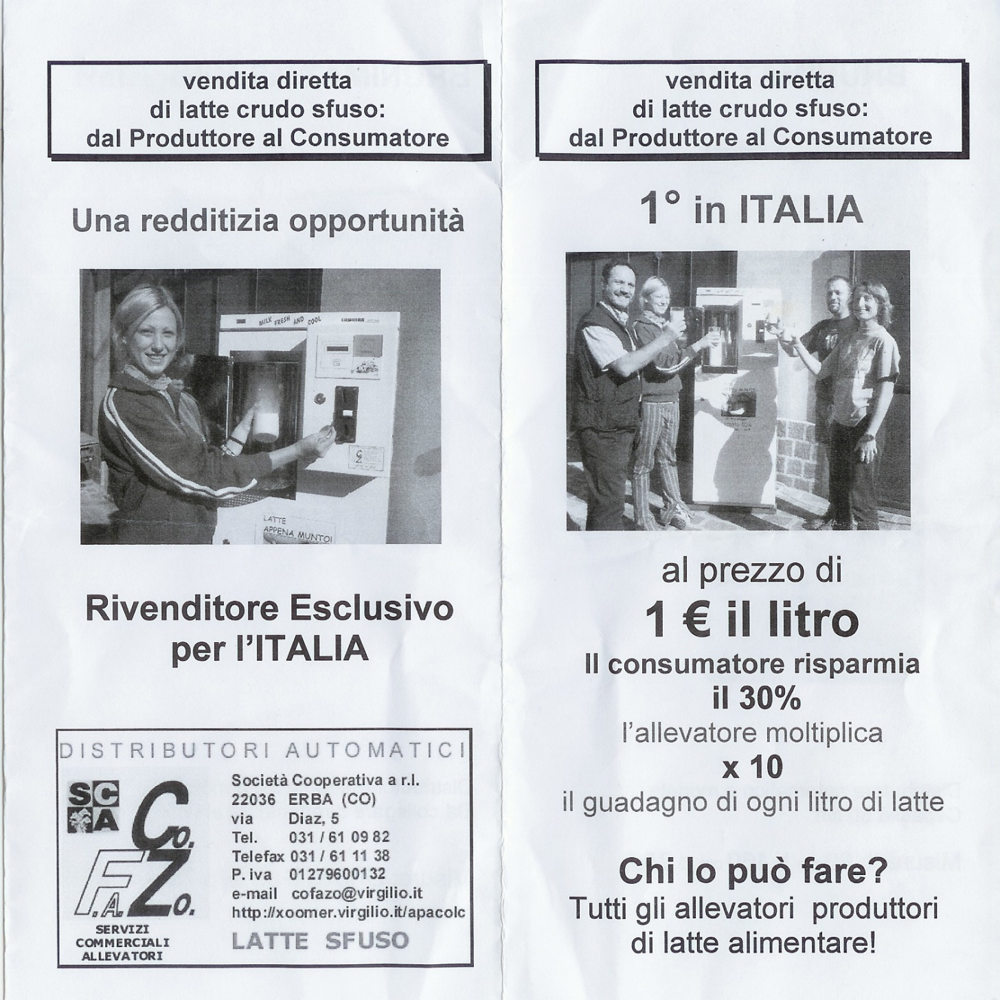 vendita diretta
di latte crudo sfuso:
dal Produttore al Consumatore
Una redditizia opportunità
MILK FRESH AND COOL
LATTE
APPENA MUNTO!
Rivenditore Esclusivo
per l'ITALIA
DISTRIBUTORI AUTOMATICI
SCA
Co.
F.A.Zo.
SERVIZI
COMMERCIALI
ALLEVATORI
Società Cooperativa a r.l.
22036 ERBA (CO)
via Diaz, 5
Tel. 031 / 61 09 82
Telefax 031 / 61 11 38
P. iva 01279600132
e-mail cofazo@virgilio.it
http://xoomer.virgilio.it/apacolc
LATTE SFUSO
vendita diretta
di latte crudo sfuso:
dal Produttore al Consumatore
1° in ITALIA
al prezzo di
1 € il litro
Il consumatore risparmia
il 30%
l'allevatore moltiplica
x 10
il guadagno di ogni litro di latte
Chi lo può fare?
Tutti gli allevatori produttori
di latte alimentare!